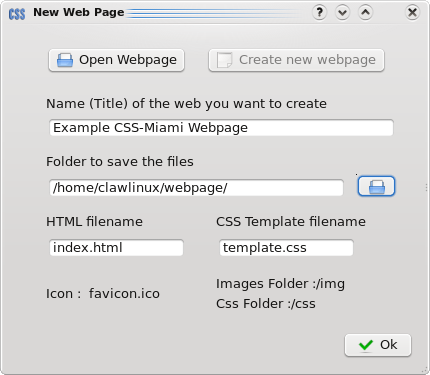 CSS New Web Page ?
Open Webpage Create new webpage
Name (Title) of the web you want to create
Example CSS-Miami Webpage
Folder to save the files
/home/clawlinux/webpage/
HTML filename CSS Template filename
index.html template.css
Icon : favicon.ico
Images Folder :/img
Css Folder :/css
Ok